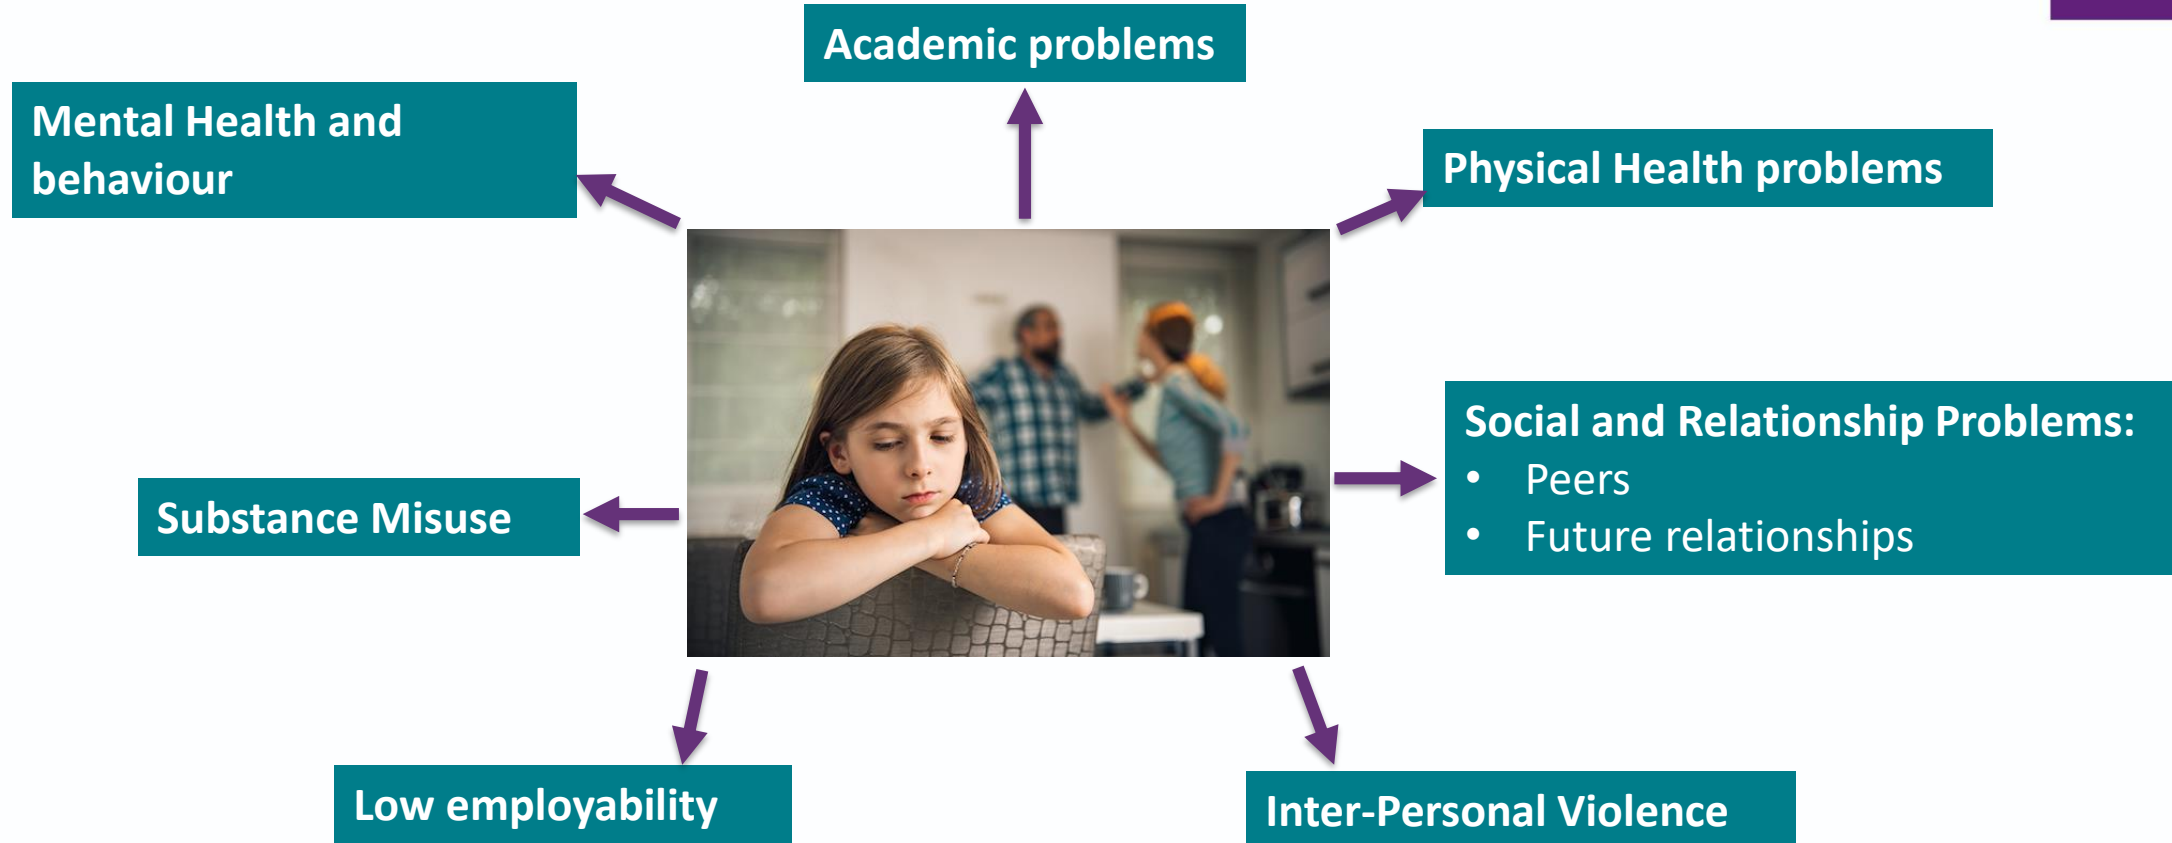 Academic problems
Mental Health and
behaviour
Physical Health problems
Social and Relationship Problems:
• Peers
• Future relationships
Substance Misuse
Low employability
Inter-Personal Violence